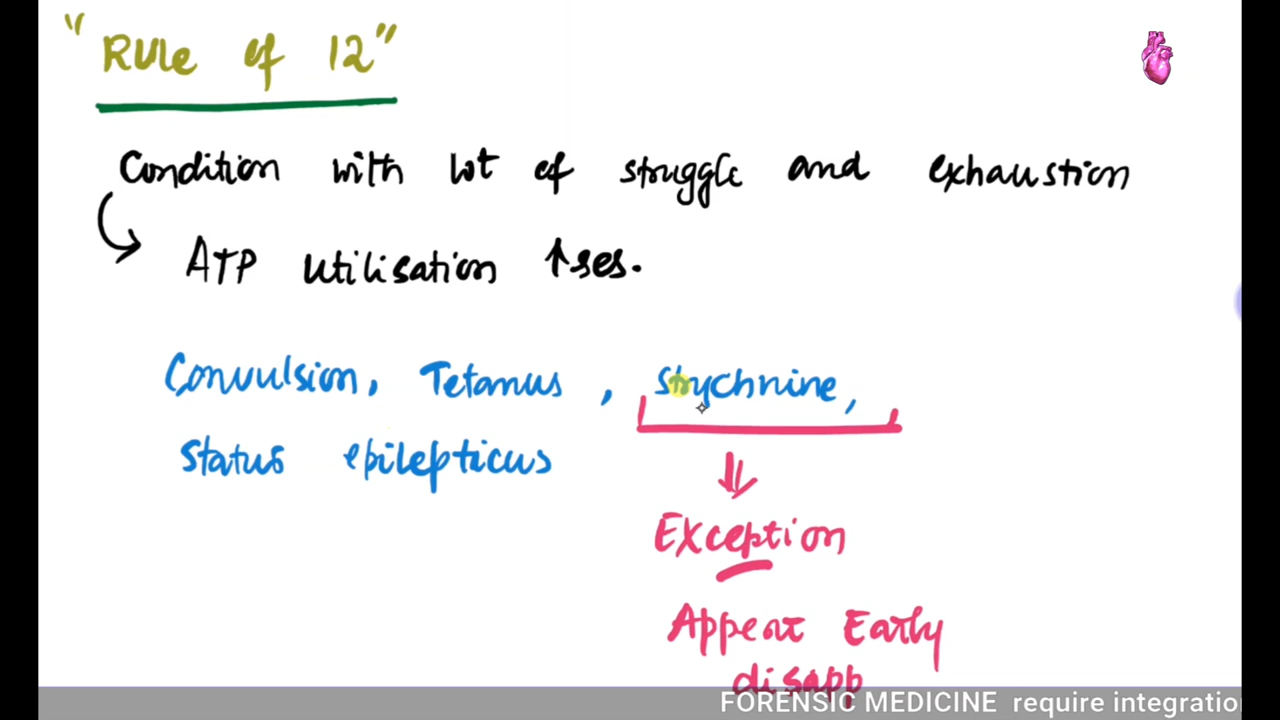 "Rule of 12"
Condition with lot of struggle and exhaustion
ATP Utilisation ↑ses.
Convulsion, Tetanus, Strychnine,
Status epilepticus
Exception
Appear Early
disapp
FORENSIC MEDICINE require integratio